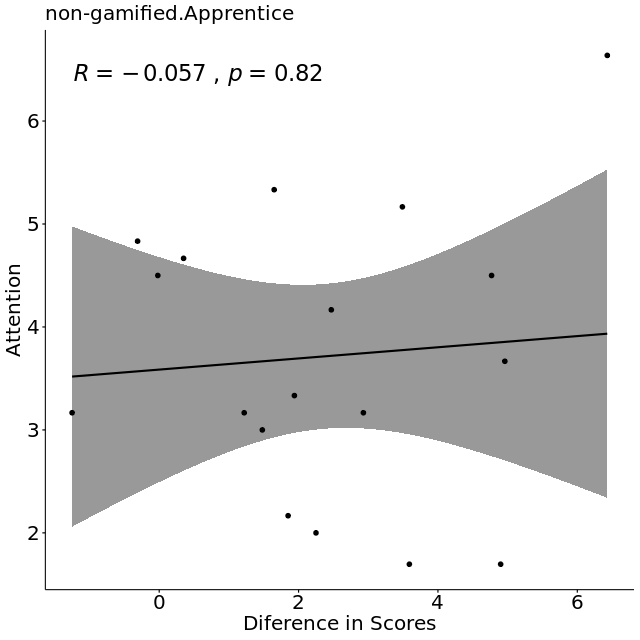 non-gamified.Apprentice
R = −0.057 , p = 0.82
6
5
4
3
2
Attention
0 2 4 6
Diference in Scores